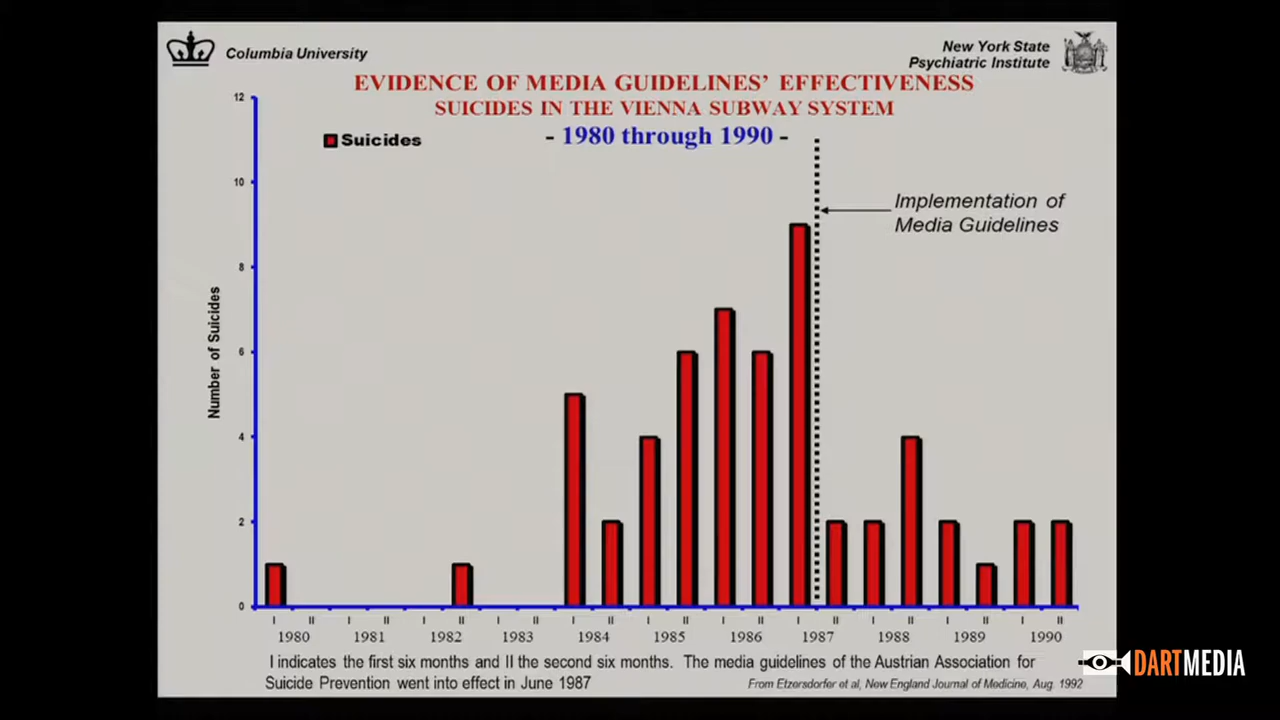 Columbia University
New York State
Psychiatric Institute
EVIDENCE OF MEDIA GUIDELINES' EFFECTIVENESS
SUICIDES IN THE VIENNA SUBWAY SYSTEM
- 1980 through 1990 -
Suicides
Implementation of
Media Guidelines
Number of Suicides
12
10
8
6
4
2
0
I II I II I II I II I II I II I II I II I II I II I II
1980 1981 1982 1983 1984 1985 1986 1987 1988 1989 1990
I indicates the first six months and II the second six months. The media guidelines of the Austrian Association for
Suicide Prevention went into effect in June 1987
From Etzersdorfer et al, New England Journal of Medicine, Aug. 1992
DARTMEDIA